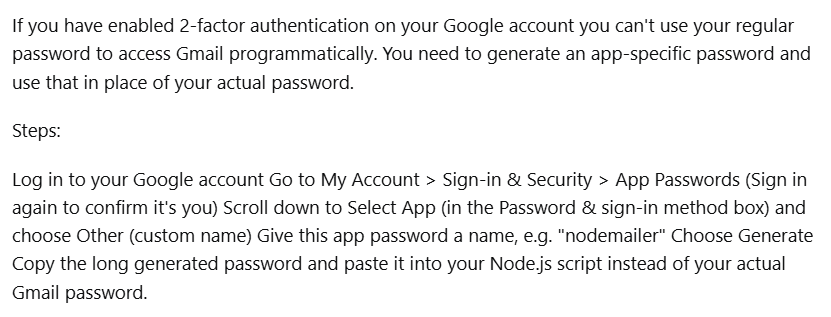 If you have enabled 2-factor authentication on your Google account you can't use your regular
password to access Gmail programmatically. You need to generate an app-specific password and
use that in place of your actual password.
Steps:
Log in to your Google account Go to My Account > Sign-in & Security > App Passwords (Sign in
again to confirm it's you) Scroll down to Select App (in the Password & sign-in method box) and
choose Other (custom name) Give this app password a name, e.g. "nodemailer" Choose Generate
Copy the long generated password and paste it into your Node.js script instead of your actual
Gmail password.